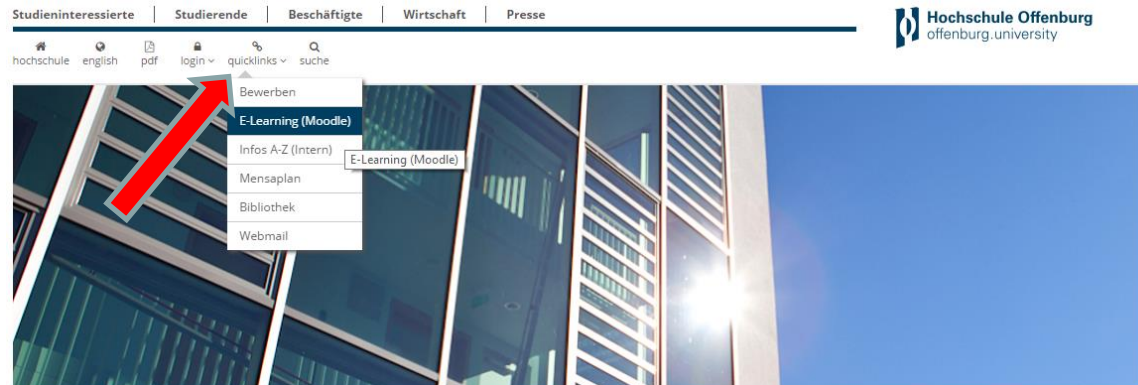 Studieninteressierte Studierende Beschäftigte Wirtschaft Presse
Hochschule Offenburg
offenburg.university
hochschule english pdf login quicklinks suche
Bewerben
E-Learning (Moodle)
Infos A-Z (Intern)
E-Learning (Moodle)
Mensaplan
Bibliothek
Webmail